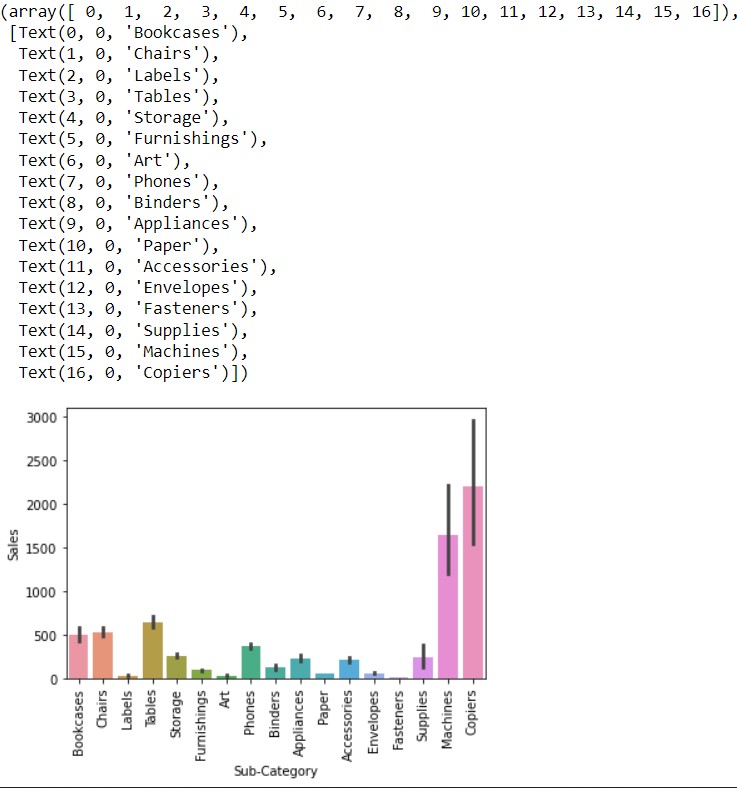 (array([ 0,  1,  2,  3,  4,  5,  6,  7,  8,  9, 10, 11, 12, 13, 14, 15, 16]),
[Text(0, 0, 'Bookcases'),
Text(1, 0, 'Chairs'),
Text(2, 0, 'Labels'),
Text(3, 0, 'Tables'),
Text(4, 0, 'Storage'),
Text(5, 0, 'Furnishings'),
Text(6, 0, 'Art'),
Text(7, 0, 'Phones'),
Text(8, 0, 'Binders'),
Text(9, 0, 'Appliances'),
Text(10, 0, 'Paper'),
Text(11, 0, 'Accessories'),
Text(12, 0, 'Envelopes'),
Text(13, 0, 'Fasteners'),
Text(14, 0, 'Supplies'),
Text(15, 0, 'Machines'),
Text(16, 0, 'Copiers')])
3000
2500
2000
1500
1000
500
0
Sales
Bookcases
Chairs
Labels
Tables
Storage
Furnishings
Art
Phones
Binders
Appliances
Paper
Accessories
Envelopes
Fasteners
Supplies
Machines
Copiers
Sub-Category